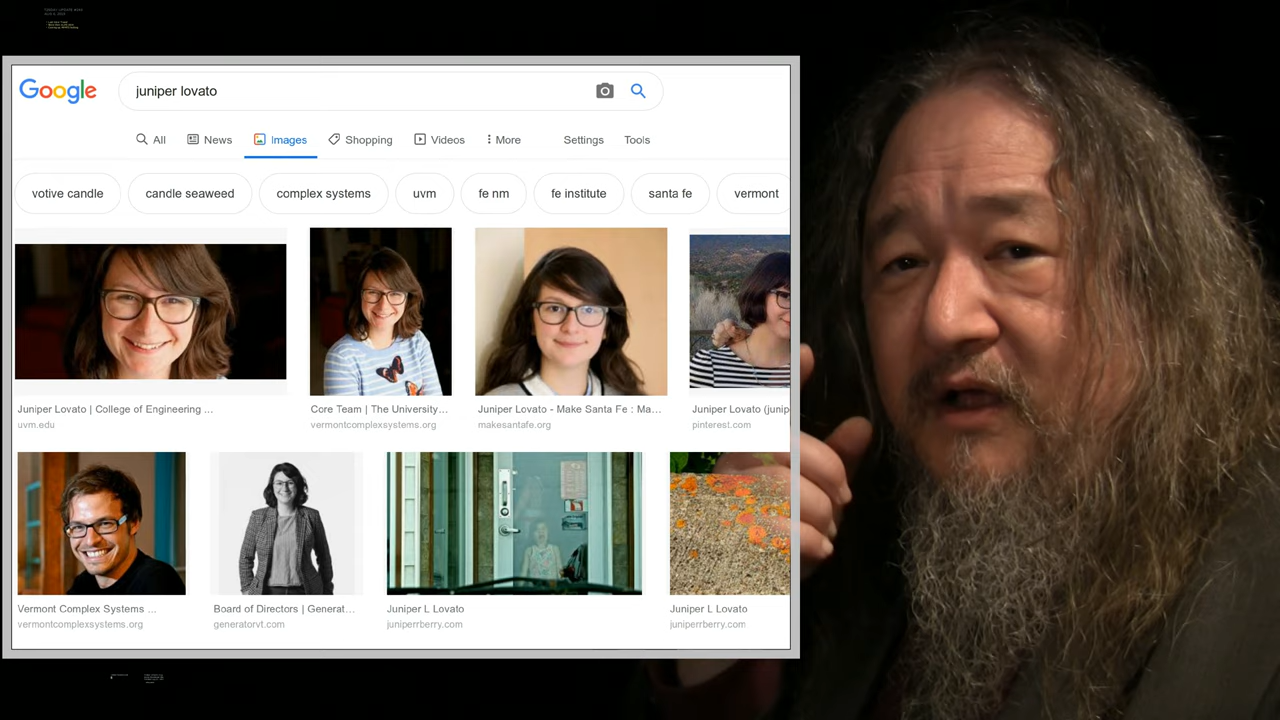 Google
juniper lovato
All
News
Images
Shopping
Videos
More
Settings
Tools
votive candle
candle seaweed
complex systems
uvm
fe nm
fe institute
santa fe
vermont
Juniper Lovato | College of Engineering ...
Core Team | The University...
Juniper Lovato - Make Santa Fe : Ma...
Juniper Lovato (junip
uvm.edu
vermontcomplexsystems.org
makesantafe.org
pinterest.com
Vermont Complex Systems ...
Board of Directors | Generat...
Juniper L Lovato
Juniper L Lovato
vermontcomplexsystems.org
generatorvt.com
juniperrberry.com
juniperrberry.com